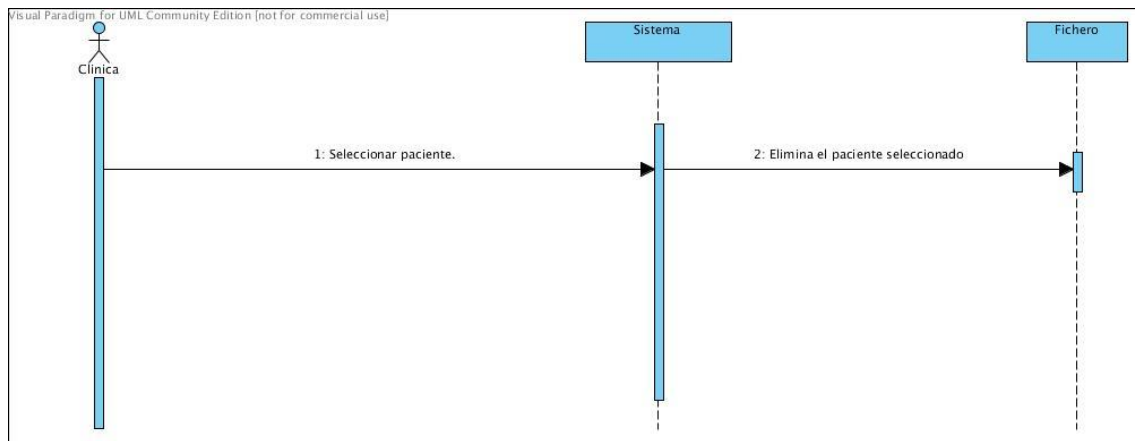 Visual Paradigm for UML Community Edition [not for commercial use]
Clinica
Sistema
Fichero
1: Seleccionar paciente.
2: Elimina el paciente seleccionado